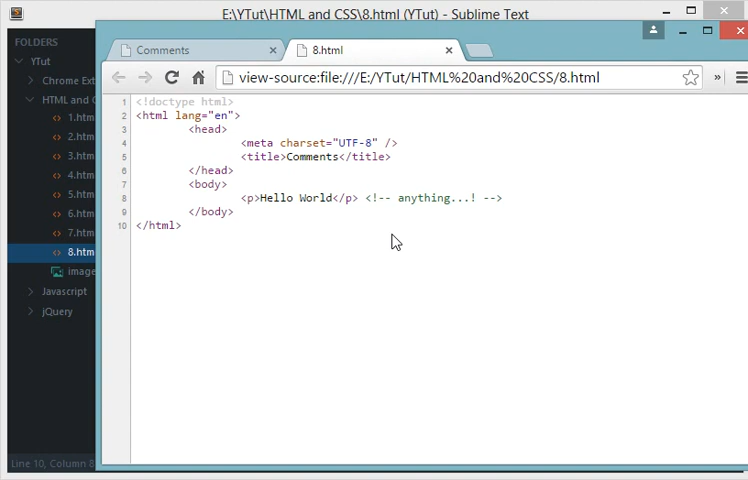 E:\YTut\HTML and CSS\8.html (YTut) - Sublime Text
FOLDERS
YTut
Chrome Ext
HTML and C
1.htm
2.htm
3.htm
4.htm
5.htm
6.htm
7.htm
8.htm
image
Javascript
jQuery
Line 10, Column 8
Comments
8.html
view-source:file:///E:/YTut/HTML%20and%20CSS/8.html
1 <!doctype html>
2 <html lang="en">
3 <head>
4 <meta charset="UTF-8" />
5 <title>Comments</title>
6 </head>
7 <body>
8 <p>Hello World</p> <!-- anything...! -->
9 </body>
10 </html>